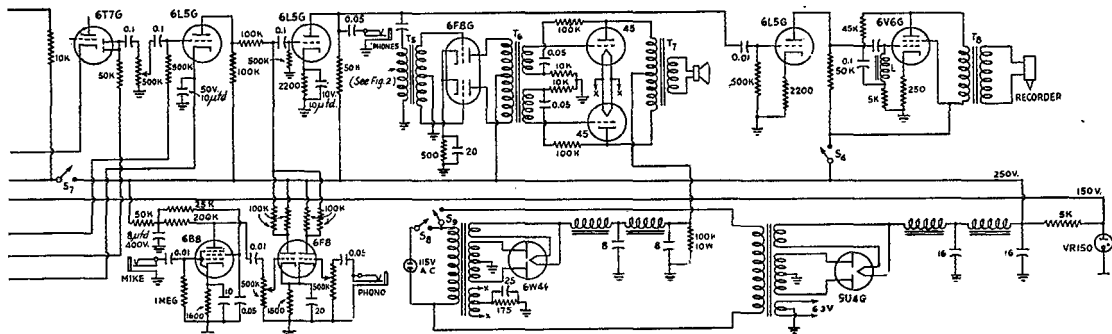 6T7G
6L5G
6L5G
6F8G
45
6L5G
6V6G
10K
0.1
50K
0.1
500K
500K
50V.
10μfd.
100K
100K
0.1
500K
2200
10V.
10μfd.
0.05
50K
PHONES
T5
(See Fig. 2)
500
20
T6
100K
0.05
10K
10K
0.05
100K
X
X
45
T7
0.01
500K
2200
45K
50K
0.1
L
5K
250
T8
RECORDER
S4
S7
250V.
150V.
50K
25K
200K
8μfd
400V.
6B8
0.01
MIKE
1MEG
1600
10
0.05
0.01
100K
100K
6F8
500K
1600
20
500K
0.05
PHONO
S8
S9
115V
A C
6W4G
X
X
25
175
8
8
100K
10W
5U4G
6.3V
16
16
5K
VR150